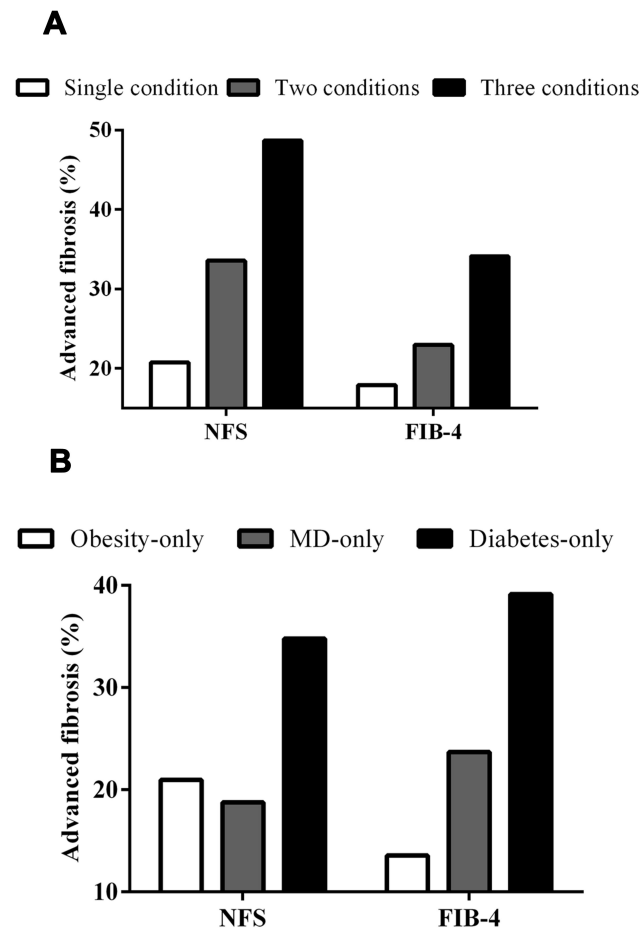 A
Single condition Two conditions Three conditions
50
40
30
20
Advanced fibrosis (%)
NFS FIB-4
B
Obesity-only MD-only Diabetes-only
40
30
20
10
Advanced fibrosis (%)
NFS FIB-4